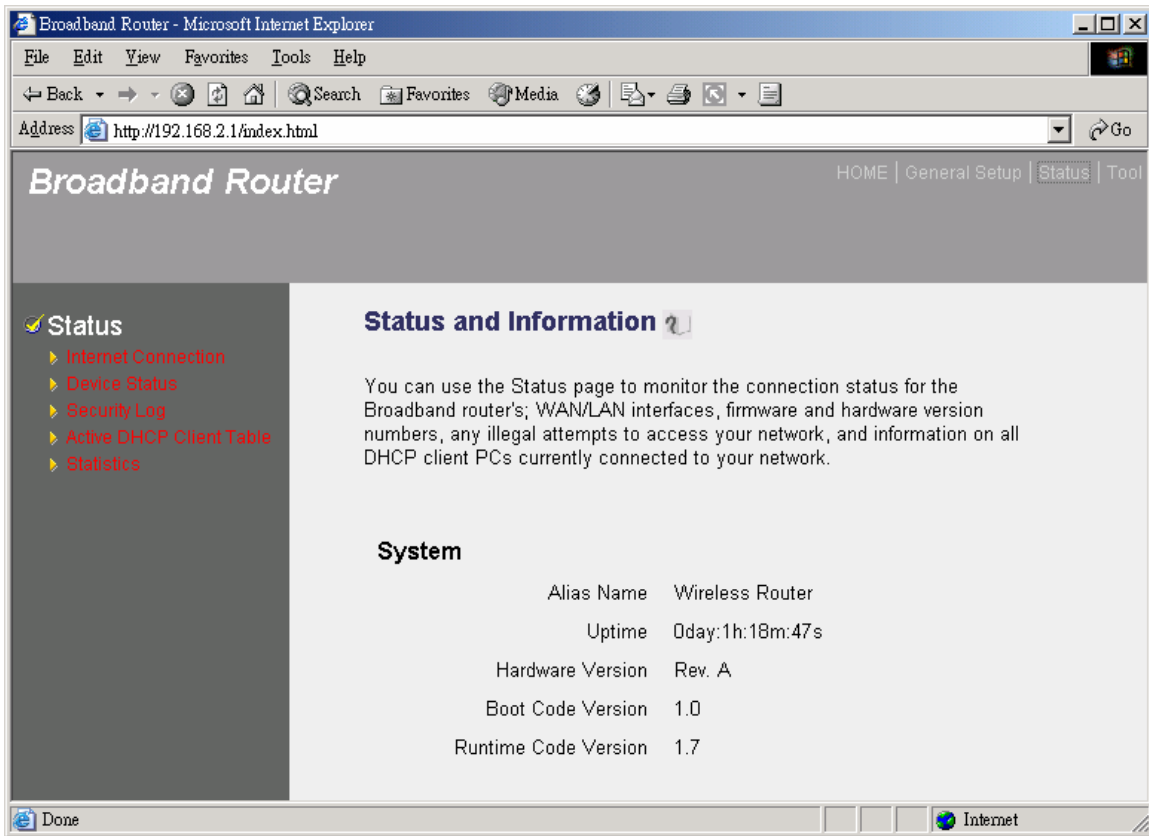 Broadband Router - Microsoft Internet Explorer
File Edit View Favorites Tools Help
Back Search Favorites Media
Address http://192.168.2.1/index.html Go
Broadband Router
HOME | General Setup | Status | Tool
Status
Internet Connection
Device Status
Security Log
Active DHCP Client Table
Statistics
Status and Information
You can use the Status page to monitor the connection status for the
Broadband router's; WAN/LAN interfaces, firmware and hardware version
numbers, any illegal attempts to access your network, and information on all
DHCP client PCs currently connected to your network.
System
Alias Name Wireless Router
Uptime 0day:1h:18m:47s
Hardware Version Rev. A
Boot Code Version 1.0
Runtime Code Version 1.7
Done Internet